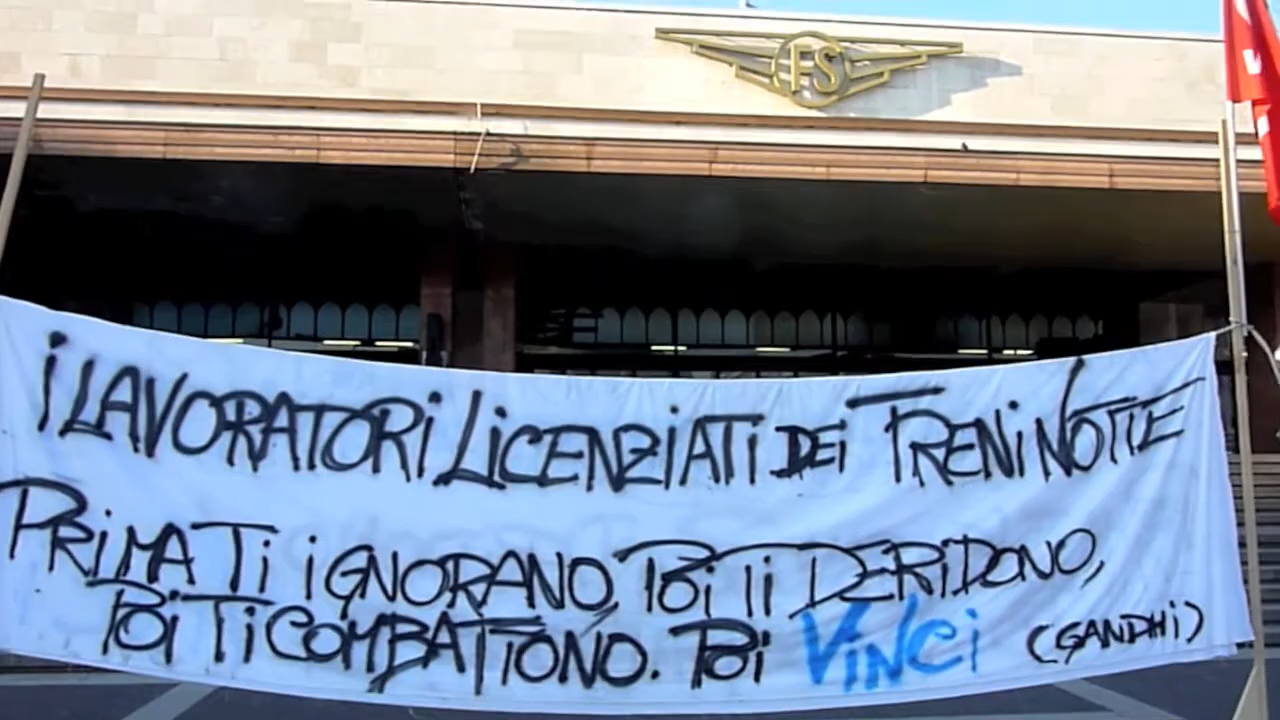 FS
I LAVORATORI LICENZIATI DEI TRENI NOTTE
PRIMA TI IGNORANO, POI TI DERIDONO,
POI TI COMBATTONO. POI VINCI (GANDHI)